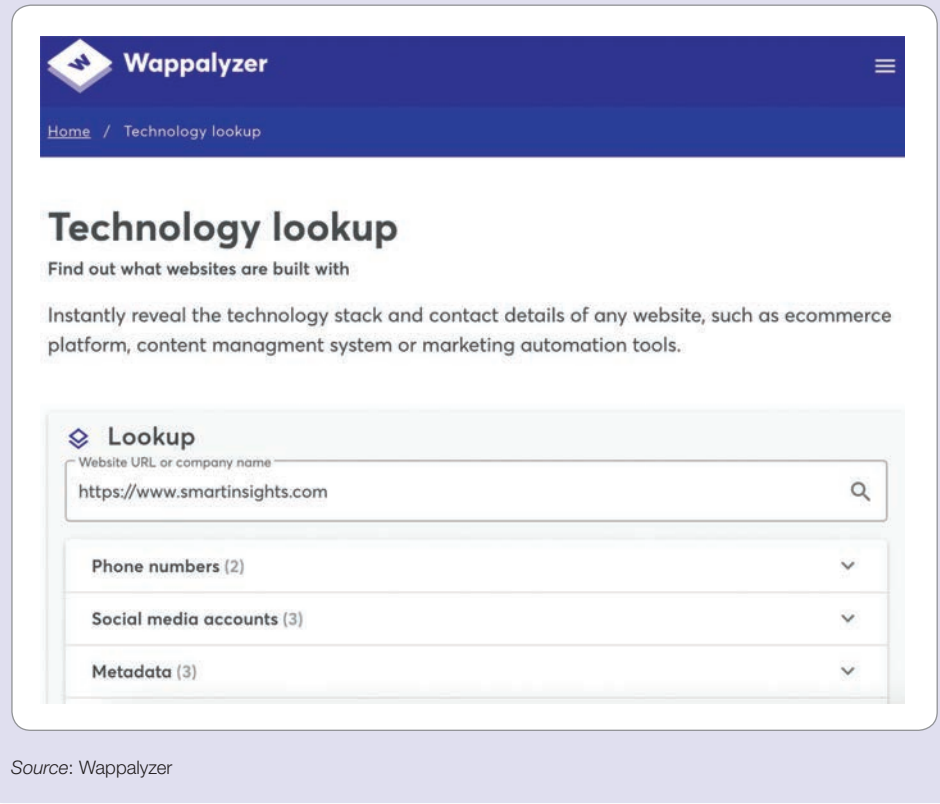 W
Wappalyzer
Home / Technology lookup
Technology lookup
Find out what websites are built with
Instantly reveal the technology stack and contact details of any website, such as ecommerce
platform, content managment system or marketing automation tools.
Lookup
Website URL or company name
https://www.smartinsights.com
Phone numbers (2)
Social media accounts (3)
Metadata (3)
Source: Wappalyzer